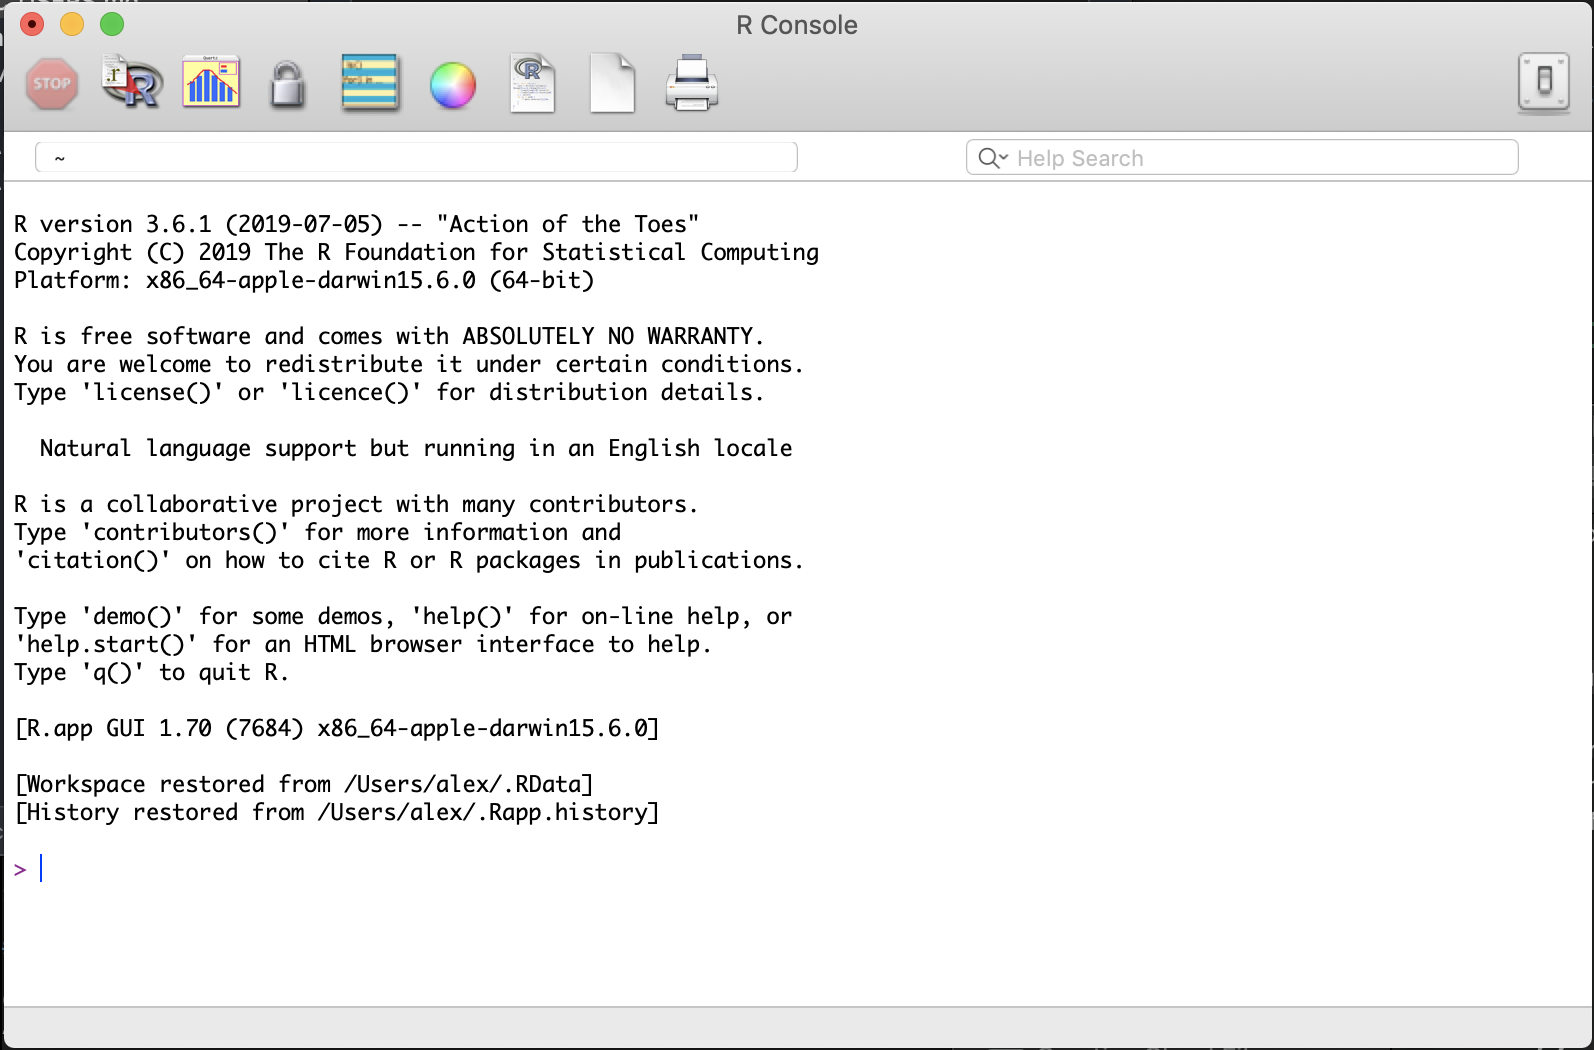 R Console
STOP
~
Help Search
R version 3.6.1 (2019-07-05) -- "Action of the Toes"
Copyright (C) 2019 The R Foundation for Statistical Computing
Platform: x86_64-apple-darwin15.6.0 (64-bit)
R is free software and comes with ABSOLUTELY NO WARRANTY.
You are welcome to redistribute it under certain conditions.
Type 'license()' or 'licence()' for distribution details.
Natural language support but running in an English locale
R is a collaborative project with many contributors.
Type 'contributors()' for more information and
'citation()' on how to cite R or R packages in publications.
Type 'demo()' for some demos, 'help()' for on-line help, or
'help.start()' for an HTML browser interface to help.
Type 'q()' to quit R.
[R.app GUI 1.70 (7684) x86_64-apple-darwin15.6.0]
[Workspace restored from /Users/alex/.RData]
[History restored from /Users/alex/.Rapp.history]
>